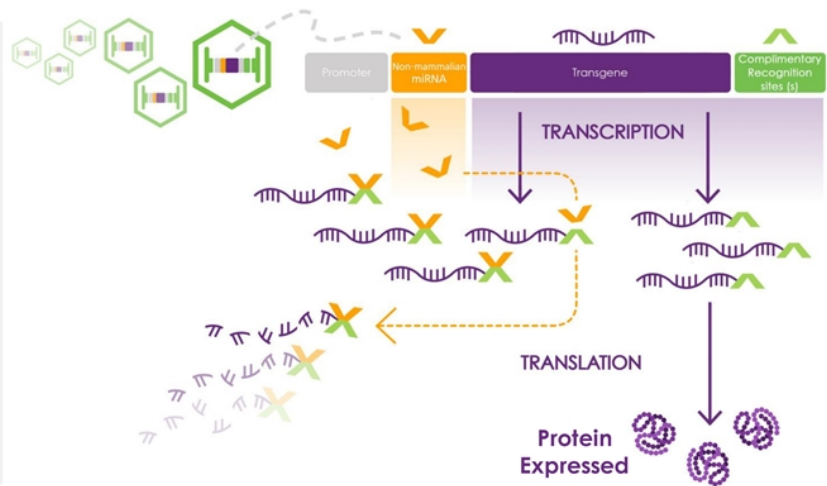 Promoter
Non-mammalian
miRNA
Transgene
Complimentary
Recognition
sites (s)
TRANSCRIPTION
TRANSLATION
Protein
Expressed